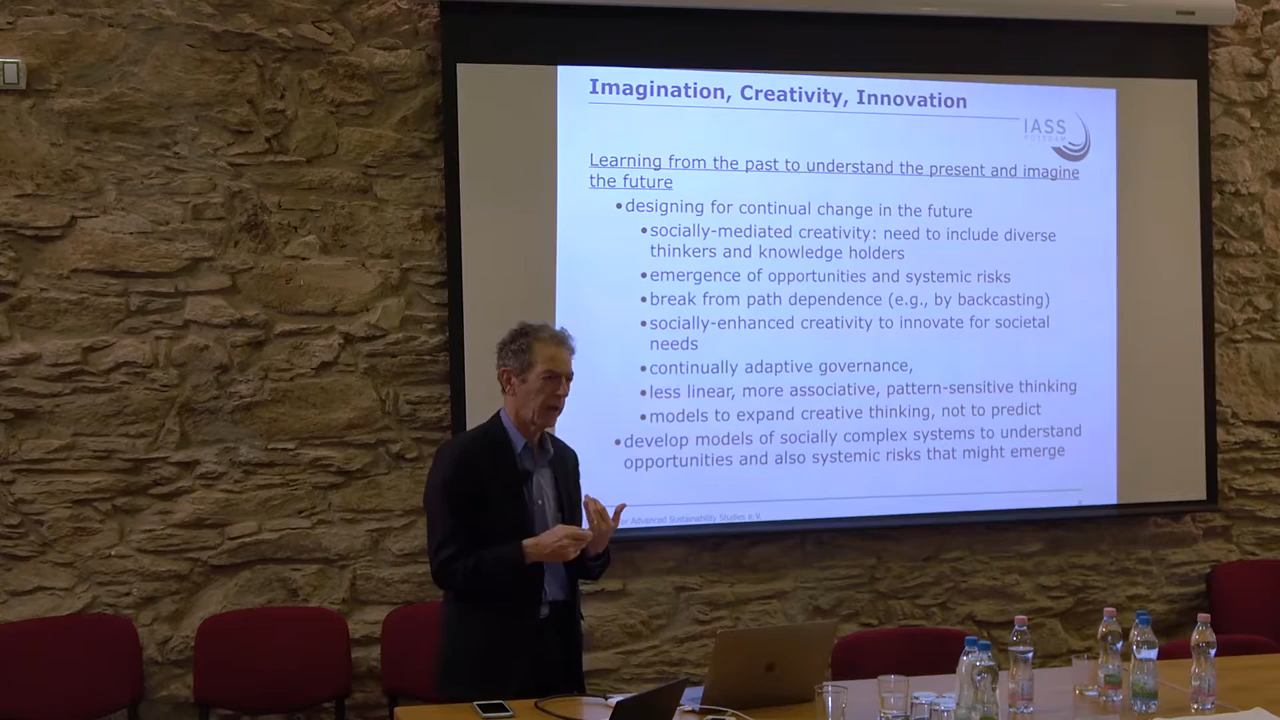 Imagination, Creativity, Innovation
IASS
POTSDAM
Learning from the past to understand the present and imagine
the future
•designing for continual change in the future
•socially-mediated creativity: need to include diverse
thinkers and knowledge holders
•emergence of opportunities and systemic risks
•break from path dependence (e.g., by backcasting)
•socially-enhanced creativity to innovate for societal
needs
•continually adaptive governance,
•less linear, more associative, pattern-sensitive thinking
•models to expand creative thinking, not to predict
•develop models of socially complex systems to understand
opportunities and also systemic risks that might emerge
Advanced Sustainability Studies e.V.